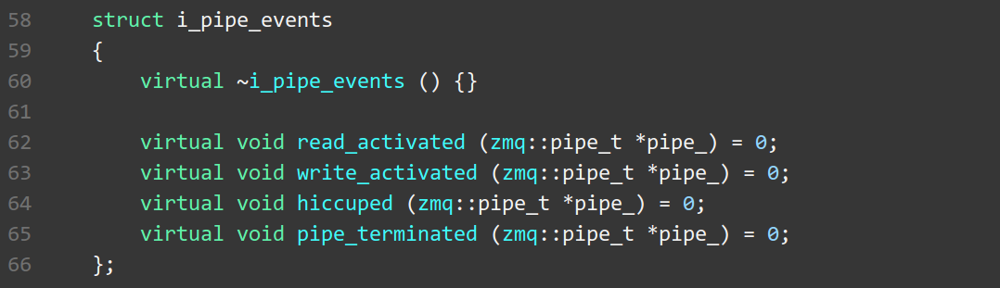 58 struct i_pipe_events
59 {
60 virtual ~i_pipe_events () {}
61
62 virtual void read_activated (zmq::pipe_t *pipe_) = 0;
63 virtual void write_activated (zmq::pipe_t *pipe_) = 0;
64 virtual void hiccuped (zmq::pipe_t *pipe_) = 0;
65 virtual void pipe_terminated (zmq::pipe_t *pipe_) = 0;
66 };